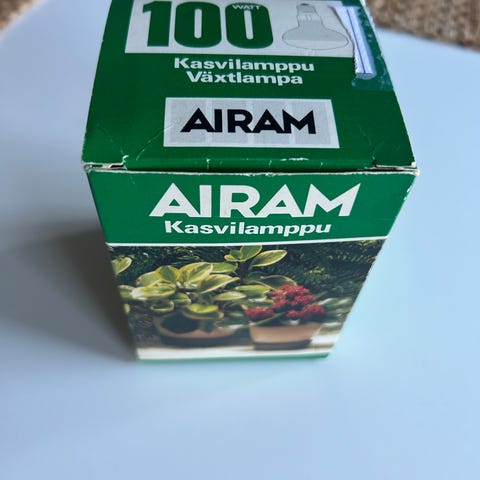 100 WATT
Kasvilamppu
Växtlampa
AIRAM
AIRAM
Kasvilamppu